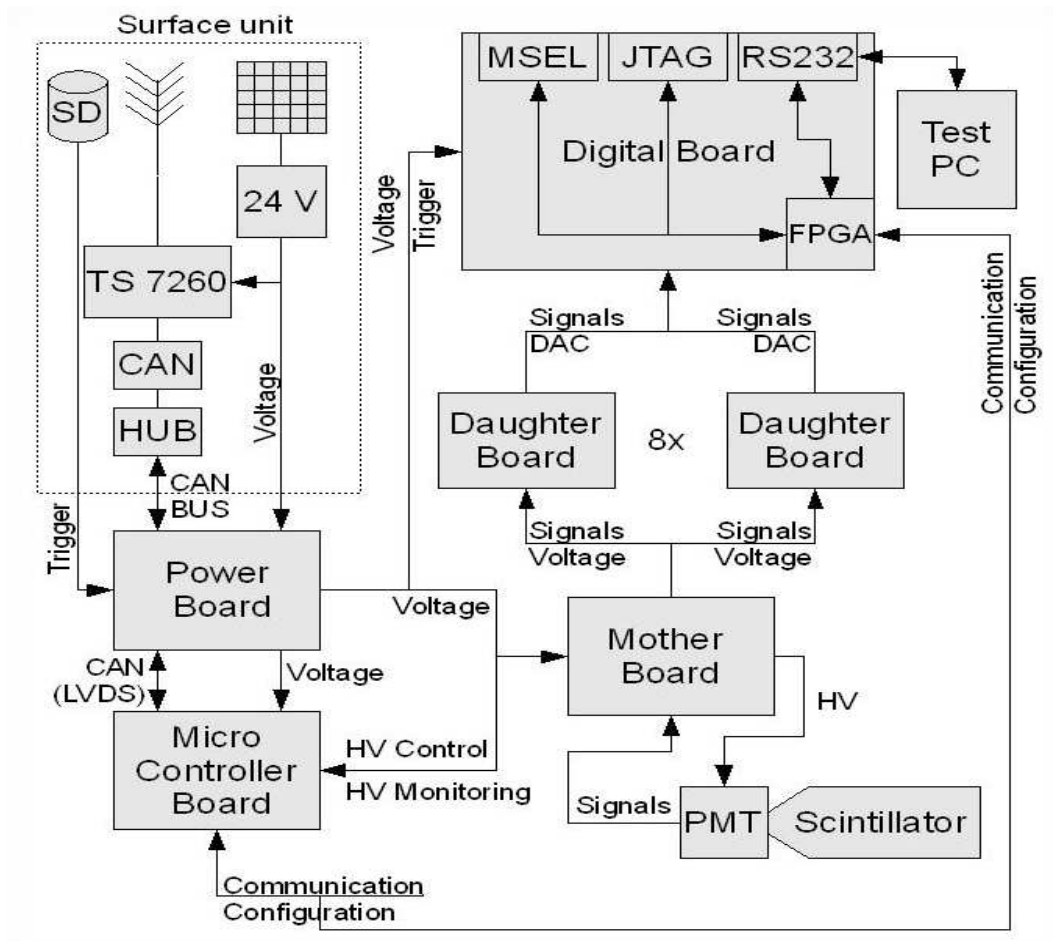 Surface unit
SD
24 V
TS 7260
CAN
HUB
Voltage
CAN
BUS
Trigger
Power
Board
CAN
(LVDS)
Voltage
Micro
Controller
Board
HV Control
HV Monitoring
Communication
Configuration
Voltage
Voltage
Trigger
MSEL
JTAG
RS232
Digital Board
FPGA
Test
PC
Signals
DAC
Signals
DAC
Daughter
Board
8x
Daughter
Board
Signals
Voltage
Signals
Voltage
Mother
Board
HV
Signals
PMT
Scintillator
Communication
Configuration